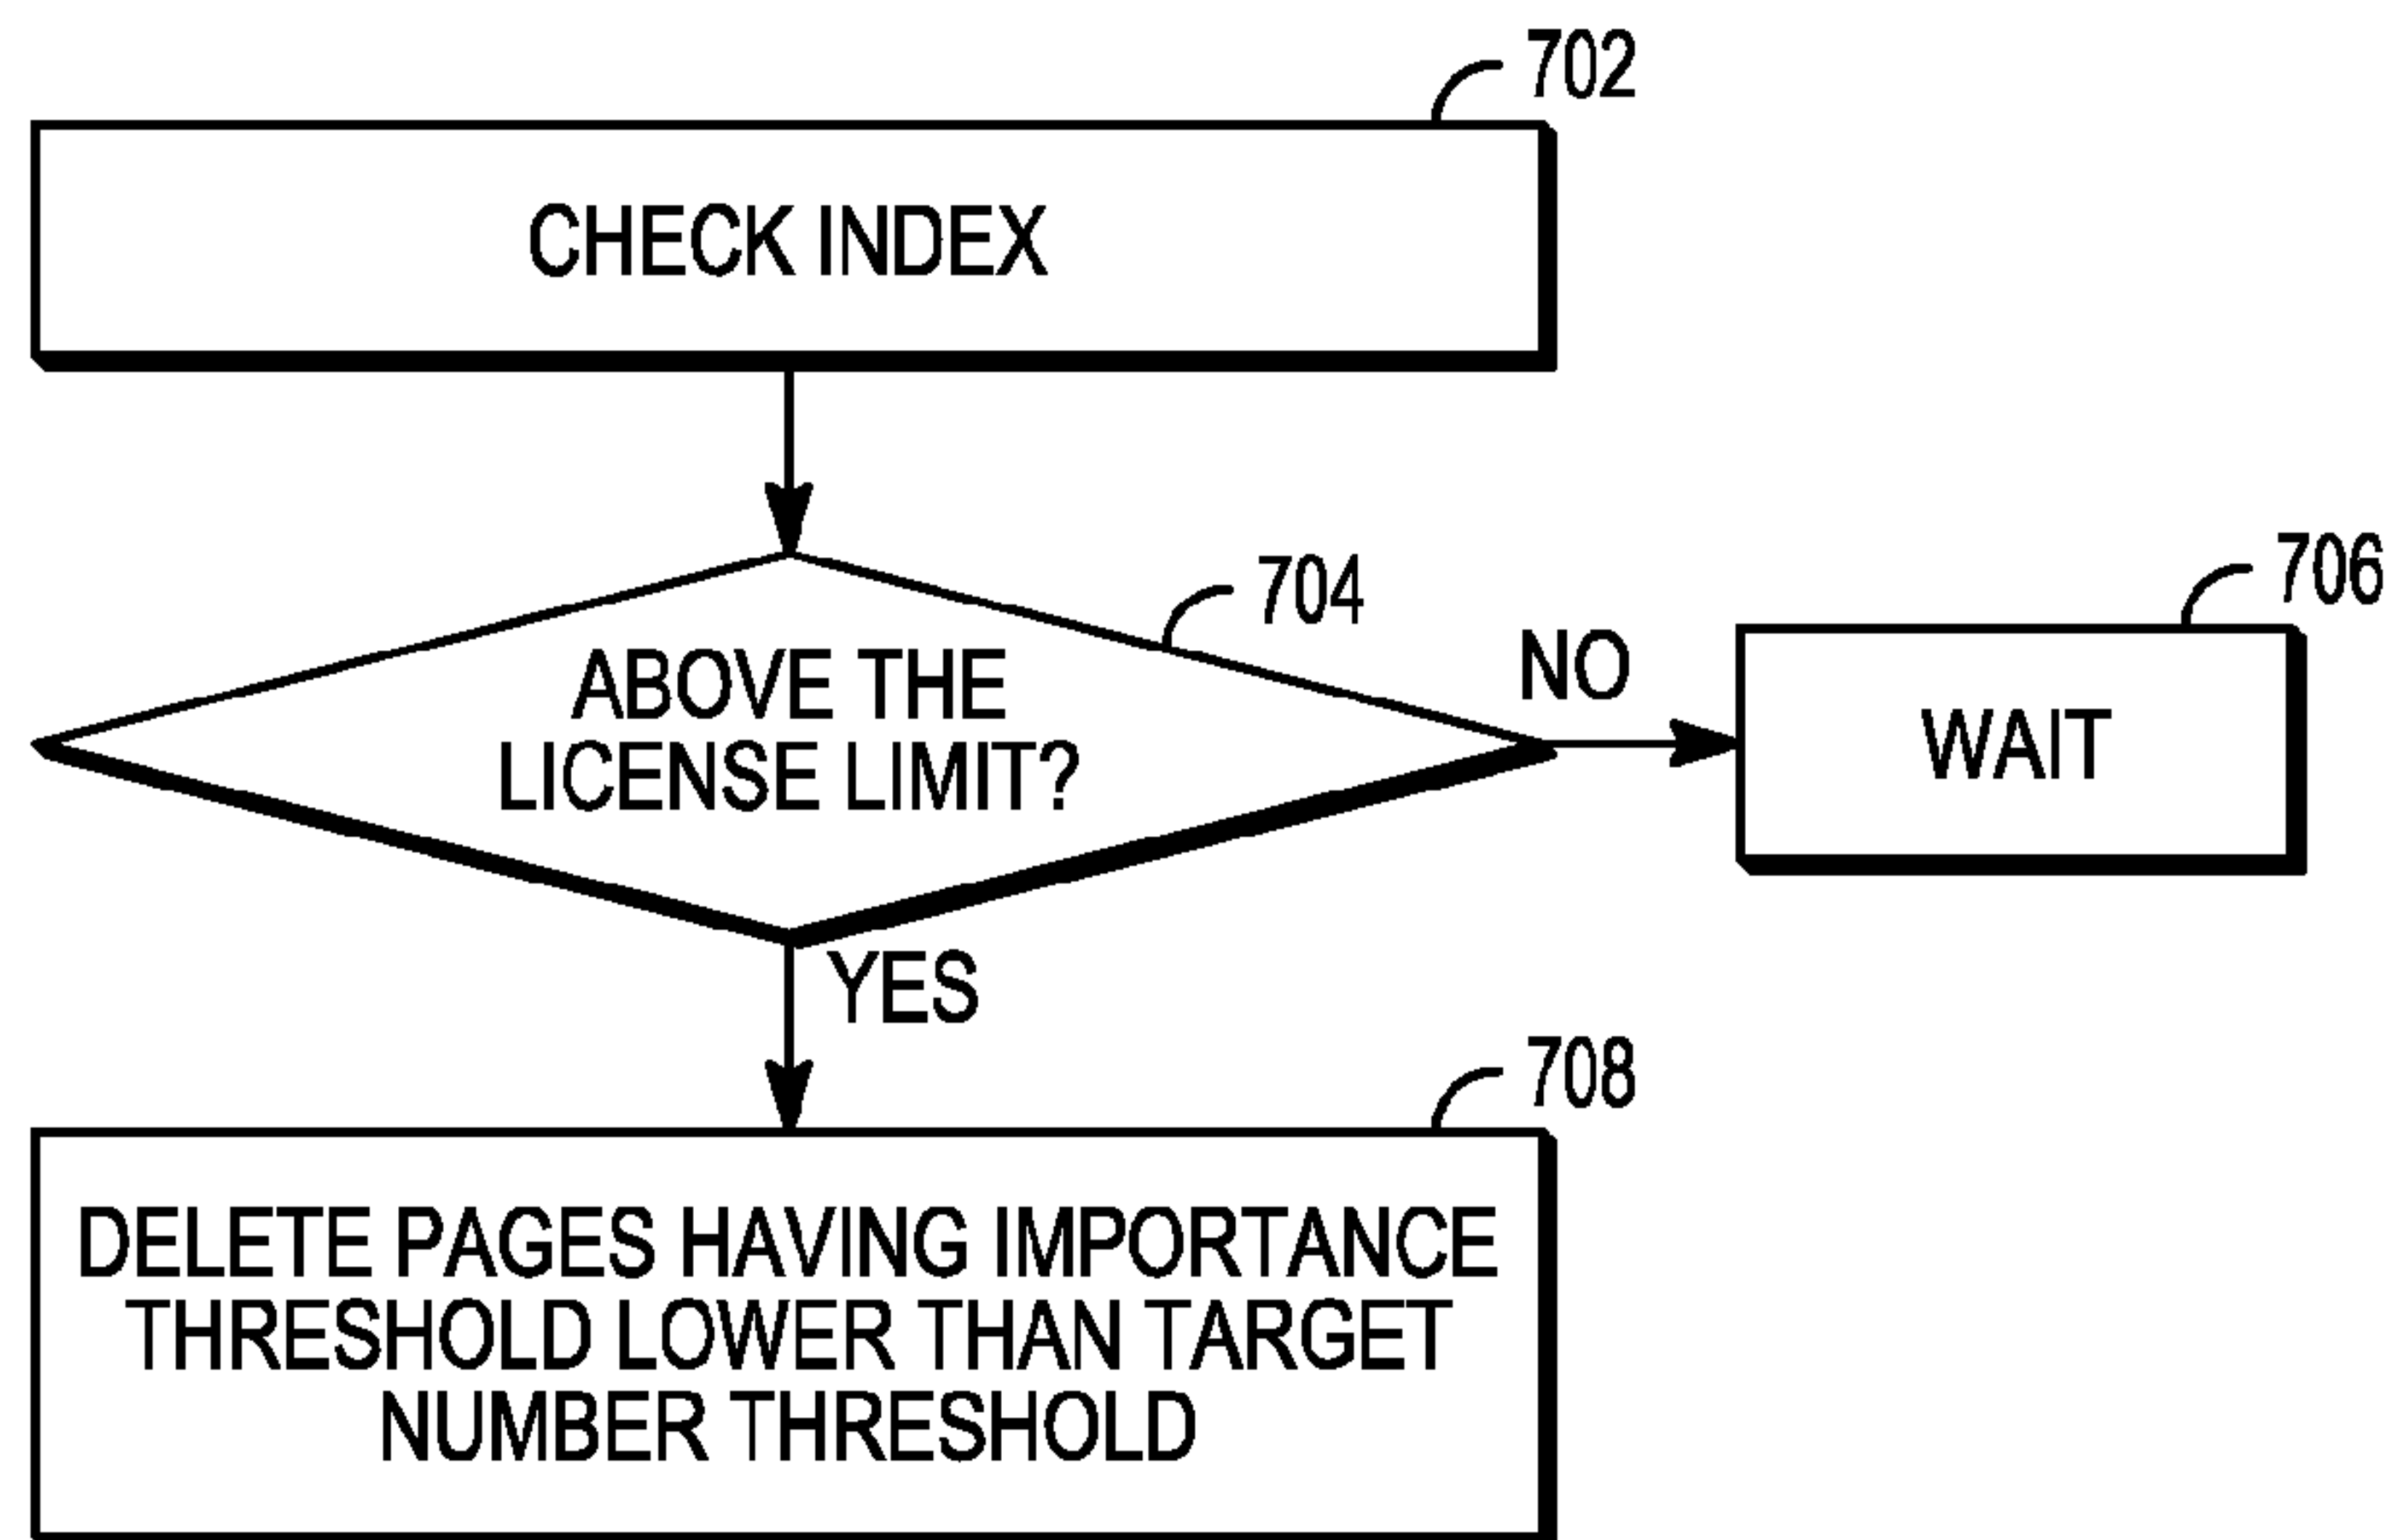 702
CHECK INDEX
704
ABOVE THE
LICENSE LIMIT?
NO
706
WAIT
YES
708
DELETE PAGES HAVING IMPORTANCE
THRESHOLD LOWER THAN TARGET
NUMBER THRESHOLD